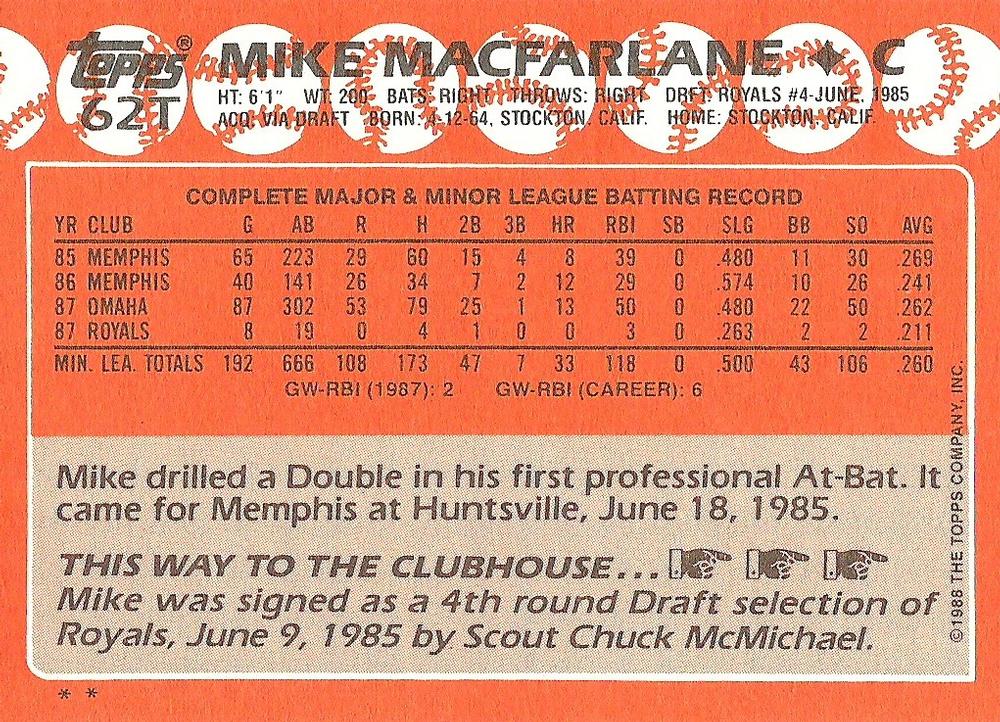 Topps®
62T
MIKE MACFARLANE ♦ C
HT: 6'1" WT: 200 BATS: RIGHT THROWS: RIGHT DRFT: ROYALS #4-JUNE, 1985
ACQ: VIA DRAFT BORN: 4-12-64, STOCKTON, CALIF. HOME: STOCKTON, CALIF.
COMPLETE MAJOR & MINOR LEAGUE BATTING RECORD
YR CLUB G AB R H 2B 3B HR RBI SB SLG BB SO AVG
85 MEMPHIS 65 223 29 60 15 4 8 39 0 .480 11 30 .269
86 MEMPHIS 40 141 26 34 7 2 12 29 0 .574 10 26 .241
87 OMAHA 87 302 53 79 25 1 13 50 0 .480 22 50 .262
87 ROYALS 8 19 0 4 1 0 0 3 0 .263 2 2 .211
MIN. LEA. TOTALS 192 666 108 173 47 7 33 118 0 .500 43 106 .260
GW-RBI (1987): 2 GW-RBI (CAREER): 6
Mike drilled a Double in his first professional At-Bat. It
came for Memphis at Huntsville, June 18, 1985.
THIS WAY TO THE CLUBHOUSE...
Mike was signed as a 4th round Draft selection of
Royals, June 9, 1985 by Scout Chuck McMichael.
©1988 THE TOPPS COMPANY, INC.
* *